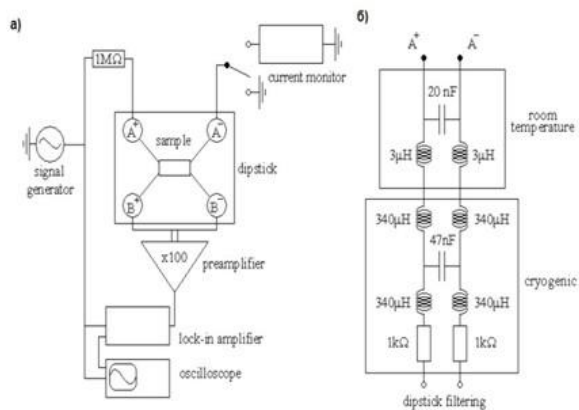 а)
1MΩ
current monitor
A⁺
A⁻
sample
dipstick
signal
generator
B⁺
B⁻
x100
preamplifier
lock-in amplifier
oscilloscope
б)
A⁺
A⁻
20 nF
room
temperature
3μH
3μH
340μH
340μH
47nF
cryogenic
340μH
340μH
1kΩ
1kΩ
dipstick filtering